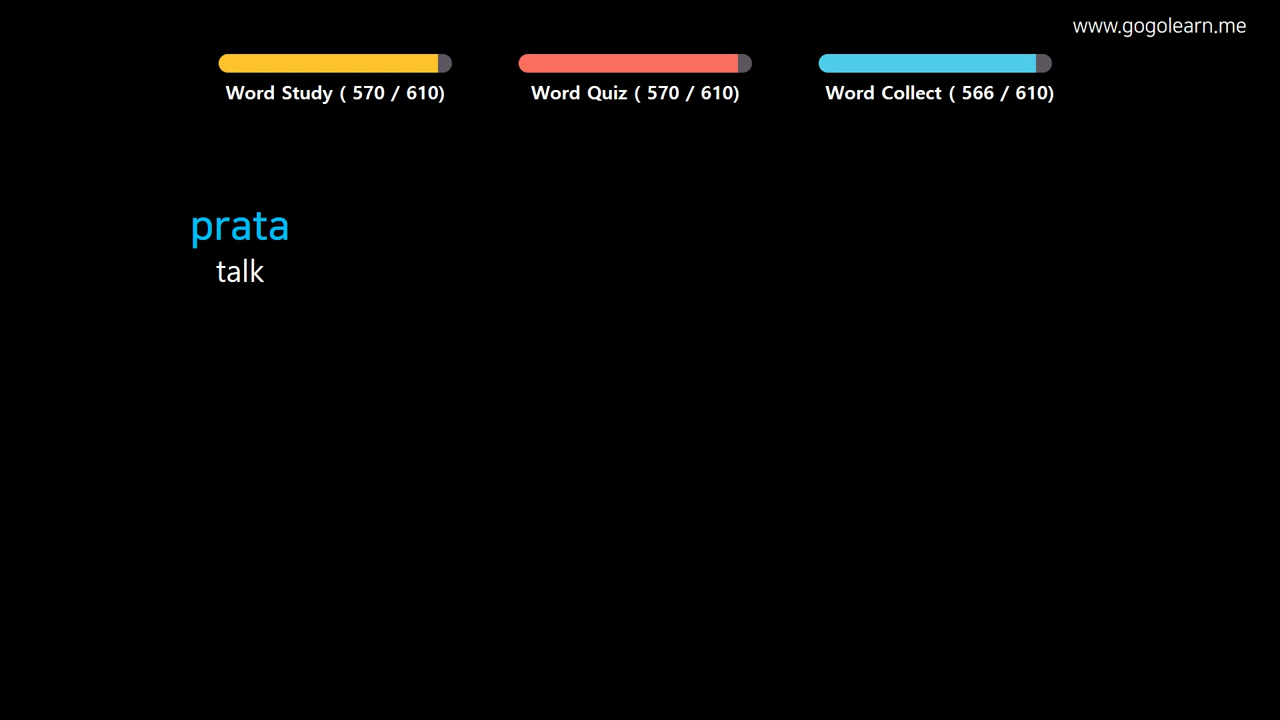 www.gogolearn.me
Word Study ( 570 / 610)
Word Quiz ( 570 / 610)
Word Collect ( 566 / 610)
prata
talk